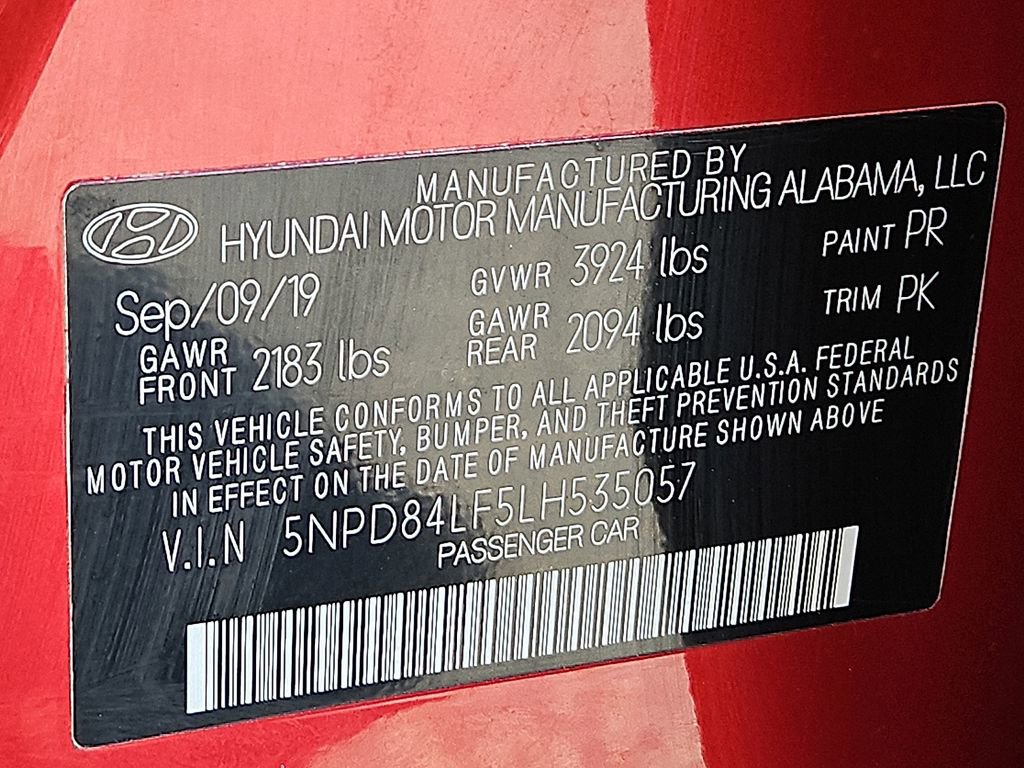 MANUFACTURED BY
HYUNDAI MOTOR MANUFACTURING ALABAMA, LLC
Sep/09/19 GVWR 3924 lbs PAINT PR
GAWR FRONT 2183 lbs GAWR REAR 2094 lbs TRIM PK
THIS VEHICLE CONFORMS TO ALL APPLICABLE U.S.A. FEDERAL
MOTOR VEHICLE SAFETY, BUMPER, AND THEFT PREVENTION STANDARDS
IN EFFECT ON THE DATE OF MANUFACTURE SHOWN ABOVE
V.I.N 5NPD84LF5LH535057
PASSENGER CAR